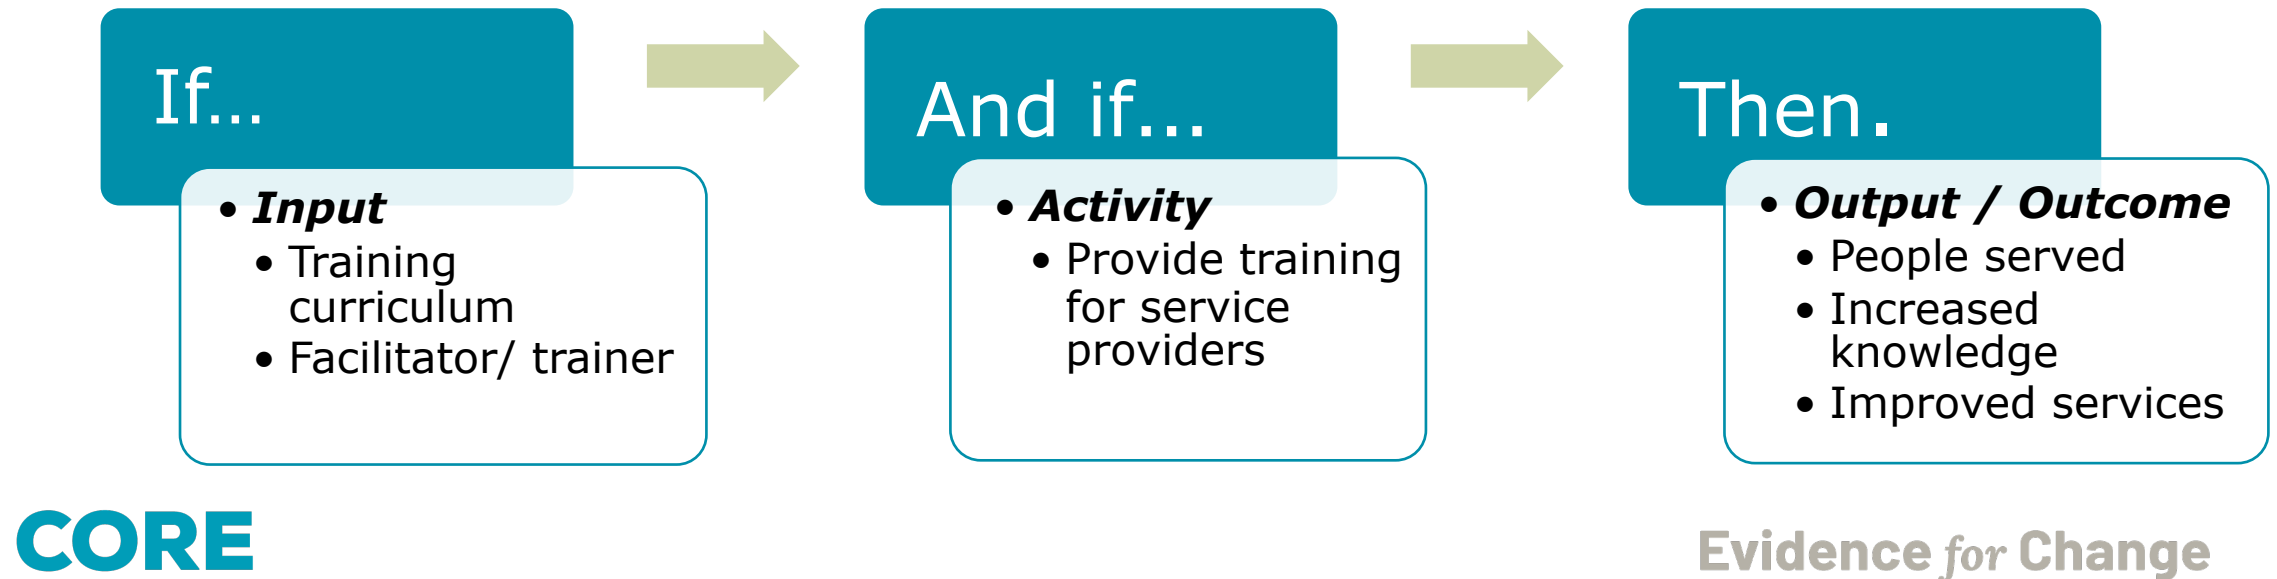 If…
• Input
• Training
curriculum
• Facilitator/ trainer
And if...
• Activity
• Provide training
for service
providers
Then.
• Output / Outcome
• People served
• Increased
knowledge
• Improved services
CORE
Evidence for Change